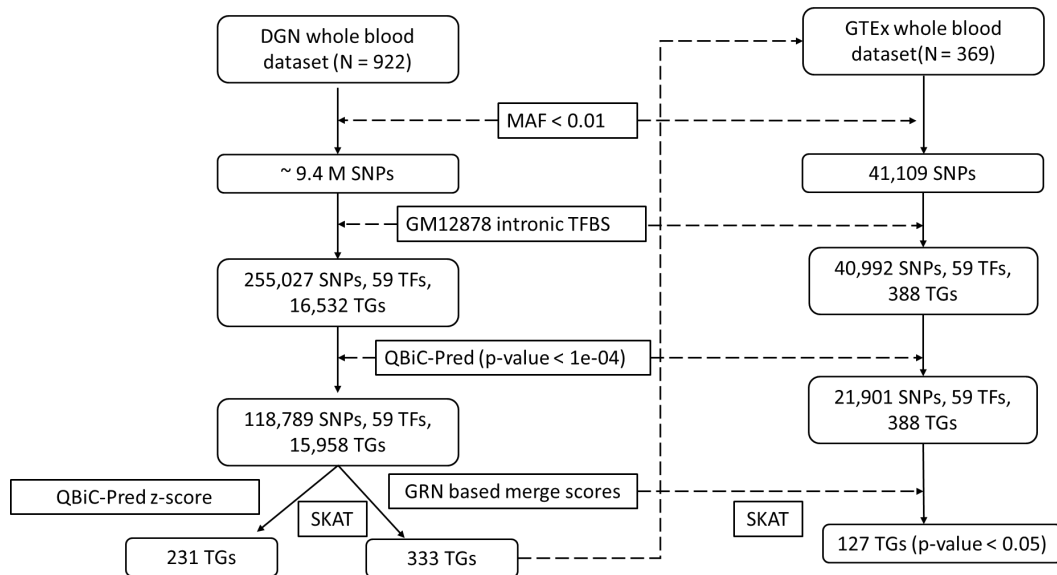 DGN whole blood
dataset (N = 922)
GTEx whole blood
dataset(N = 369)
MAF < 0.01
~ 9.4 M SNPs
41,109 SNPs
GM12878 intronic TFBS
255,027 SNPs, 59 TFs,
16,532 TGs
40,992 SNPs, 59 TFs,
388 TGs
QBiC-Pred (p-value < 1e-04)
118,789 SNPs, 59 TFs,
15,958 TGs
21,901 SNPs, 59 TFs,
388 TGs
QBiC-Pred z-score
GRN based merge scores
SKAT
SKAT
231 TGs
333 TGs
127 TGs (p-value < 0.05)